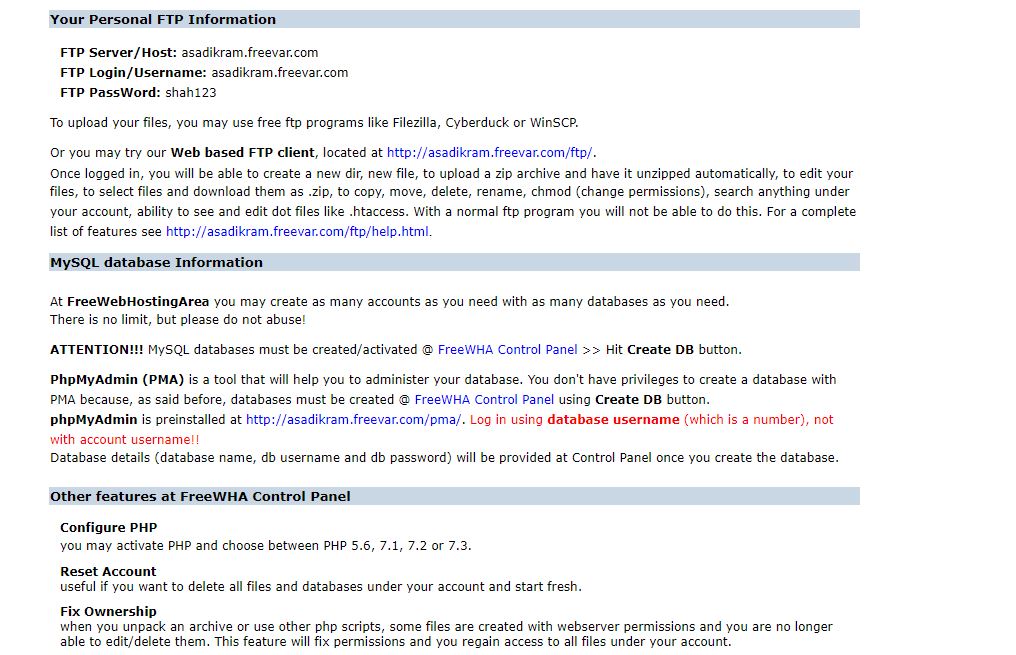 Your Personal FTP Information
FTP Server/Host: asadikram.freevar.com
FTP Login/Username: asadikram.freevar.com
FTP PassWord: shah123
To upload your files, you may use free ftp programs like Filezilla, Cyberduck or WinSCP.
Or you may try our Web based FTP client, located at http://asadikram.freevar.com/ftp/.
Once logged in, you will be able to create a new dir, new file, to upload a zip archive and have it unzipped automatically, to edit your
files, to select files and download them as .zip, to copy, move, delete, rename, chmod (change permissions), search anything under
your account, ability to see and edit dot files like .htaccess. With a normal ftp program you will not be able to do this. For a complete
list of features see http://asadikram.freevar.com/ftp/help.html.
MySQL database Information
At FreeWebHostingArea you may create as many accounts as you need with as many databases as you need.
There is no limit, but please do not abuse!
ATTENTION!!! MySQL databases must be created/activated @ FreeWHA Control Panel >> Hit Create DB button.
PhpMyAdmin (PMA) is a tool that will help you to administer your database. You don't have privileges to create a database with
PMA because, as said before, databases must be created @ FreeWHA Control Panel using Create DB button.
phpMyAdmin is preinstalled at http://asadikram.freevar.com/pma/. Log in using database username (which is a number), not
with account username!!
Database details (database name, db username and db password) will be provided at Control Panel once you create the database.
Other features at FreeWHA Control Panel
Configure PHP
you may activate PHP and choose between PHP 5.6, 7.1, 7.2 or 7.3.
Reset Account
useful if you want to delete all files and databases under your account and start fresh.
Fix Ownership
when you unpack an archive or use other php scripts, some files are created with webserver permissions and you are no longer
able to edit/delete them. This feature will fix permissions and you regain access to all files under your account.